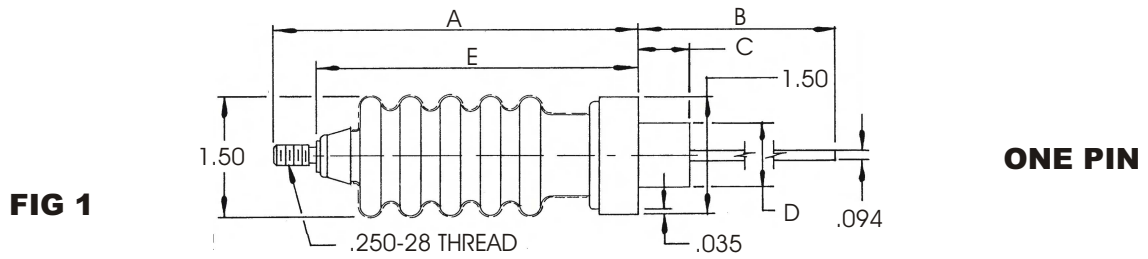 A
B
C
E
1.50
1.50
ONE PIN
FIG 1
D
.094
.250-28 THREAD
.035